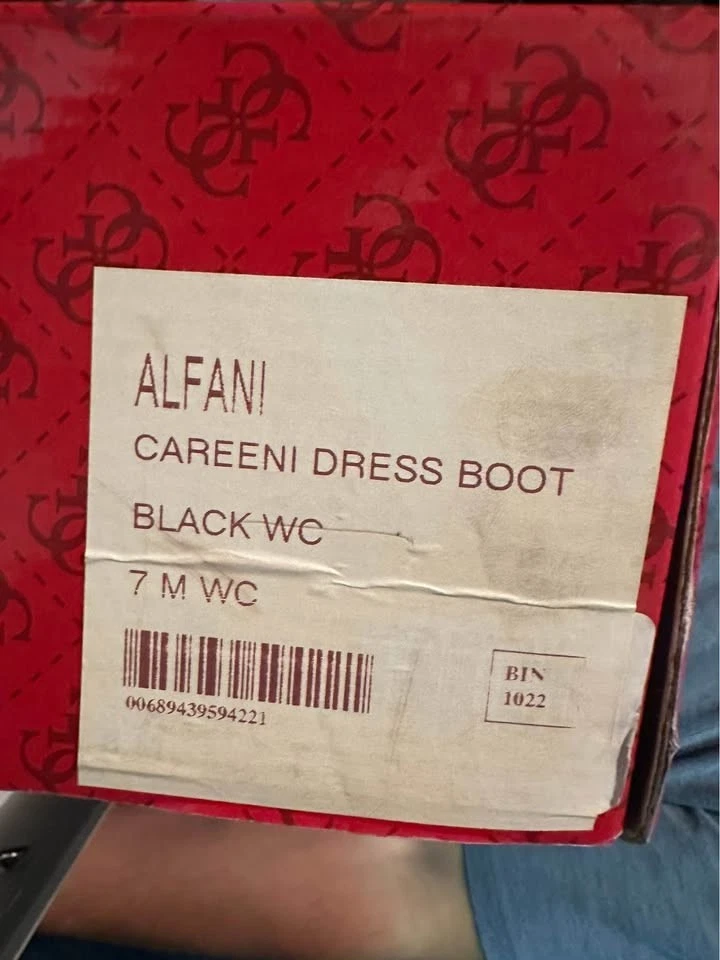 ALFANI
CAREENI DRESS BOOT
BLACK WC
7 M WC
00689439594221
BIN
1022